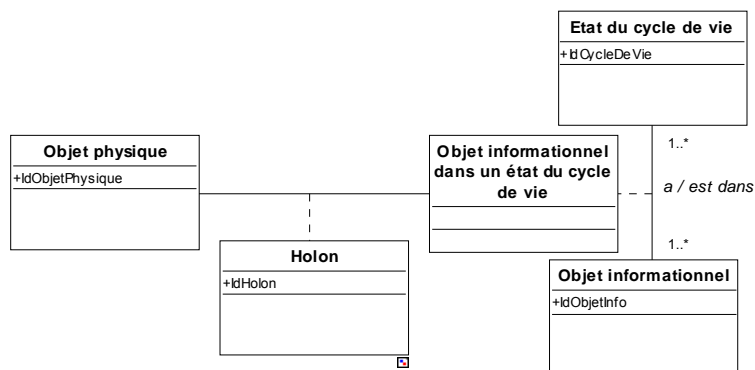 Etat du cycle de vie
+IdCycleDeVie
Objet physique
+IdObjetPhysique
Objet informationnel
dans un état du cycle
de vie
1..*
a / est dans
1..*
Holon
+IdHolon
Objet informationnel
+IdObjetInfo